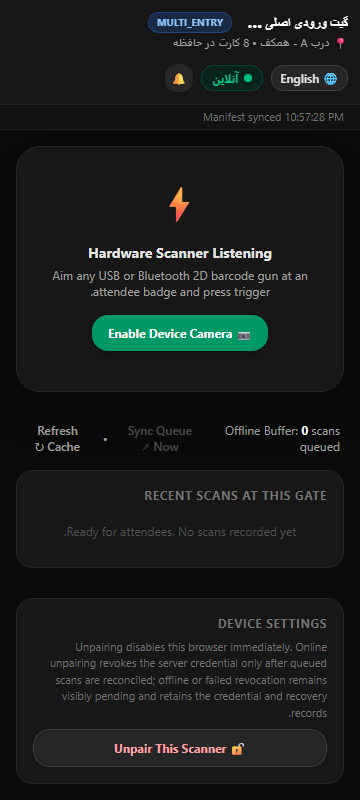 گیت ورودی اصلی ... MULTI_ENTRY
📍 درب A - همکف • 8 کارت در حافظه
🌐 English
آنلاین
🔔
Manifest synced 10:57:28 PM
⚡
Hardware Scanner Listening
Aim any USB or Bluetooth 2D barcode gun at an
.attendee badge and press trigger
Enable Device Camera 📼
Offline Buffer: 0 scans
queued
Sync Queue
↗ Now
•
Refresh
↻ Cache
RECENT SCANS AT THIS GATE
.Ready for attendees. No scans recorded yet
DEVICE SETTINGS
Unpairing disables this browser immediately. Online
unpairing revokes the server credential only after queued
scans are reconciled; offline or failed revocation remains
visibly pending and retains the credential and recovery
.records
Unpair This Scanner 🔓